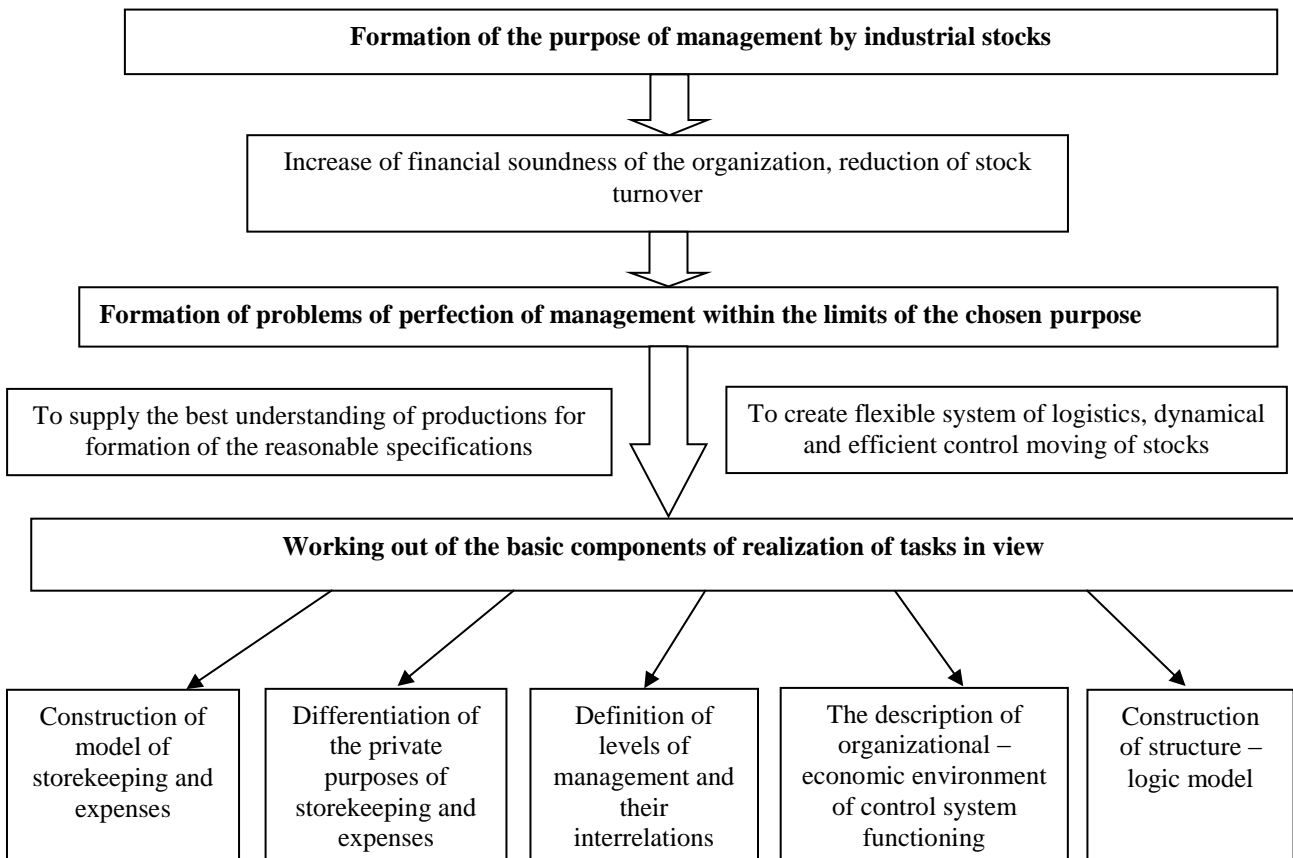 Formation of the purpose of management by industrial stocks
Increase of financial soundness of the organization, reduction of stock
turnover
Formation of problems of perfection of management within the limits of the chosen purpose
To supply the best understanding of productions for
formation of the reasonable specifications
To create flexible system of logistics, dynamical
and efficient control moving of stocks
Working out of the basic components of realization of tasks in view
Construction of
model of
storekeeping and
expenses
Differentiation of
the private
purposes of
storekeeping and
expenses
Definition of
levels of
management and
their
interrelations
The description of
organizational –
economic environment
of control system
functioning
Construction
of structure –
logic model